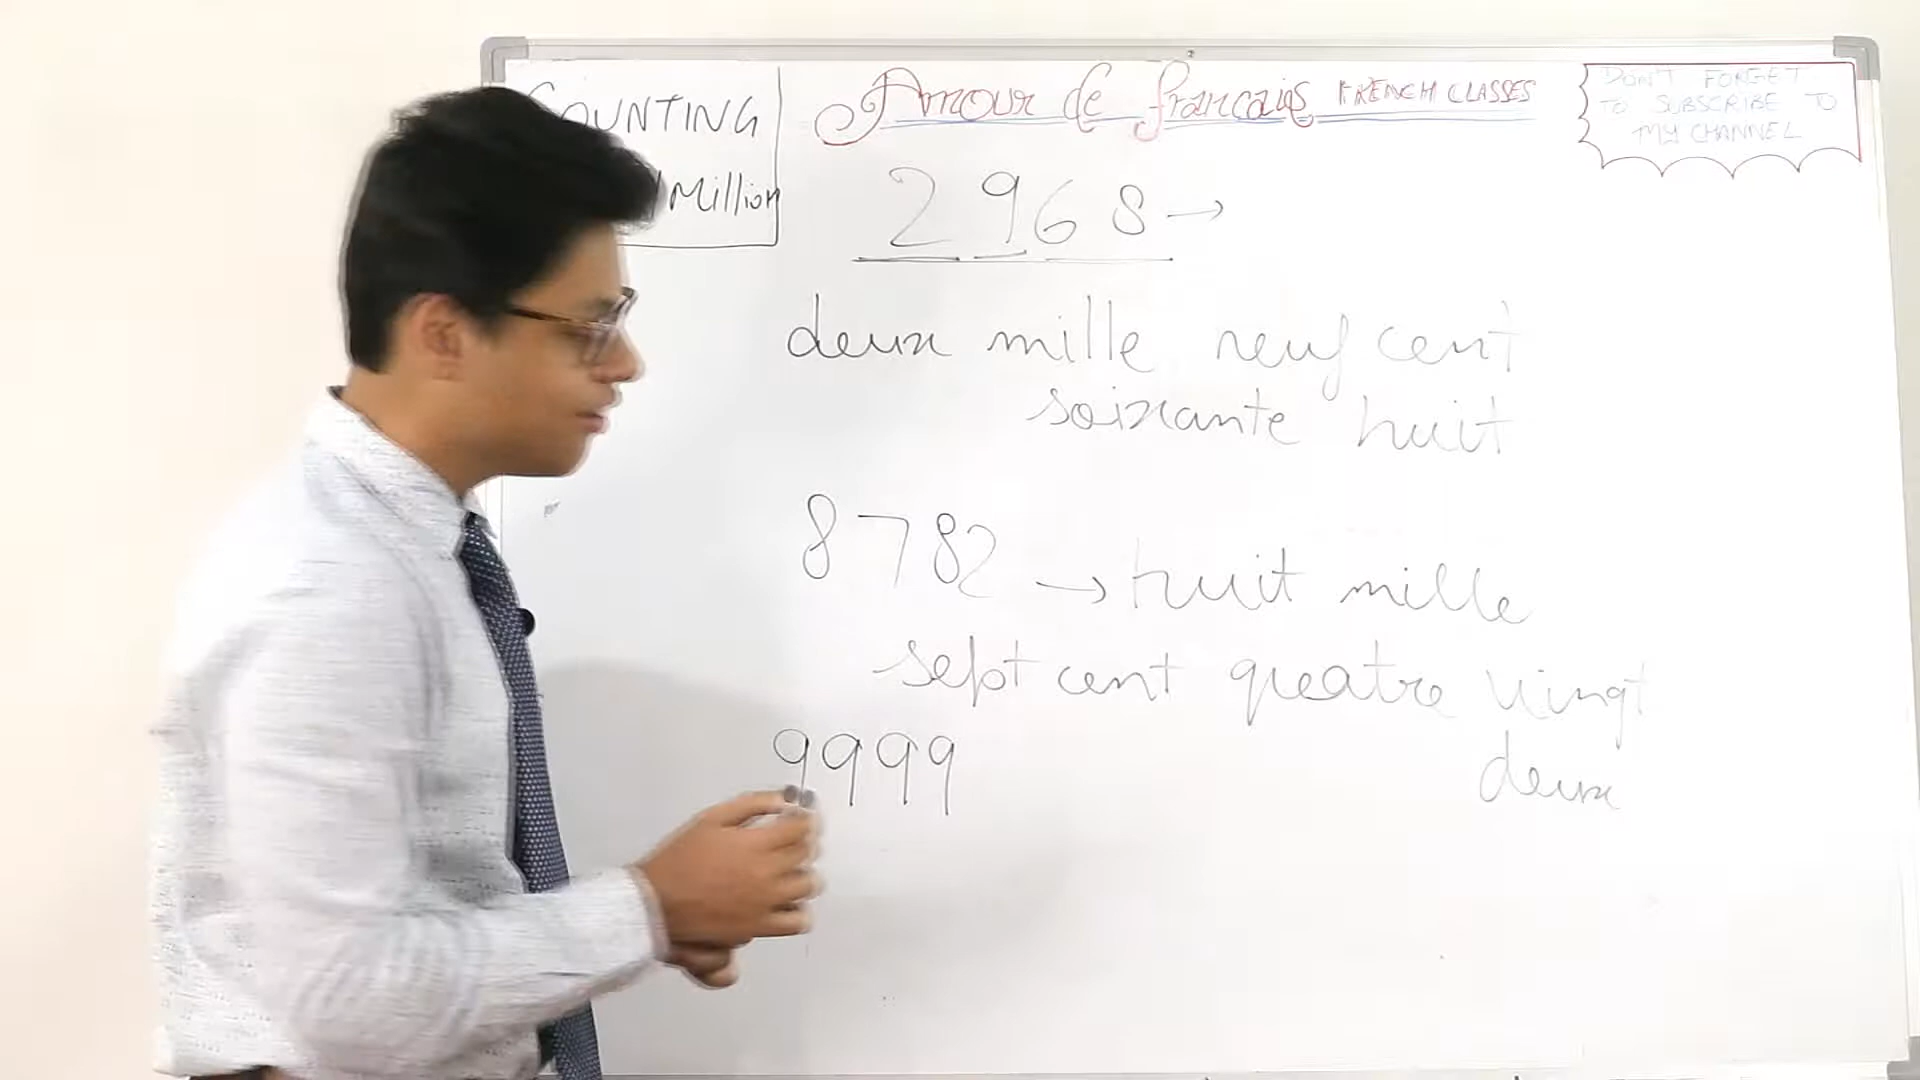 COUNTING
Million
Amour de francais FRENCH CLASSES
DON'T FORGET
TO SUBSCRIBE TO
MY CHANNEL
2968→
deux mille neuf cent
soixante huit
8782 → huit mille
sept cent quatre vingt
deux
9999